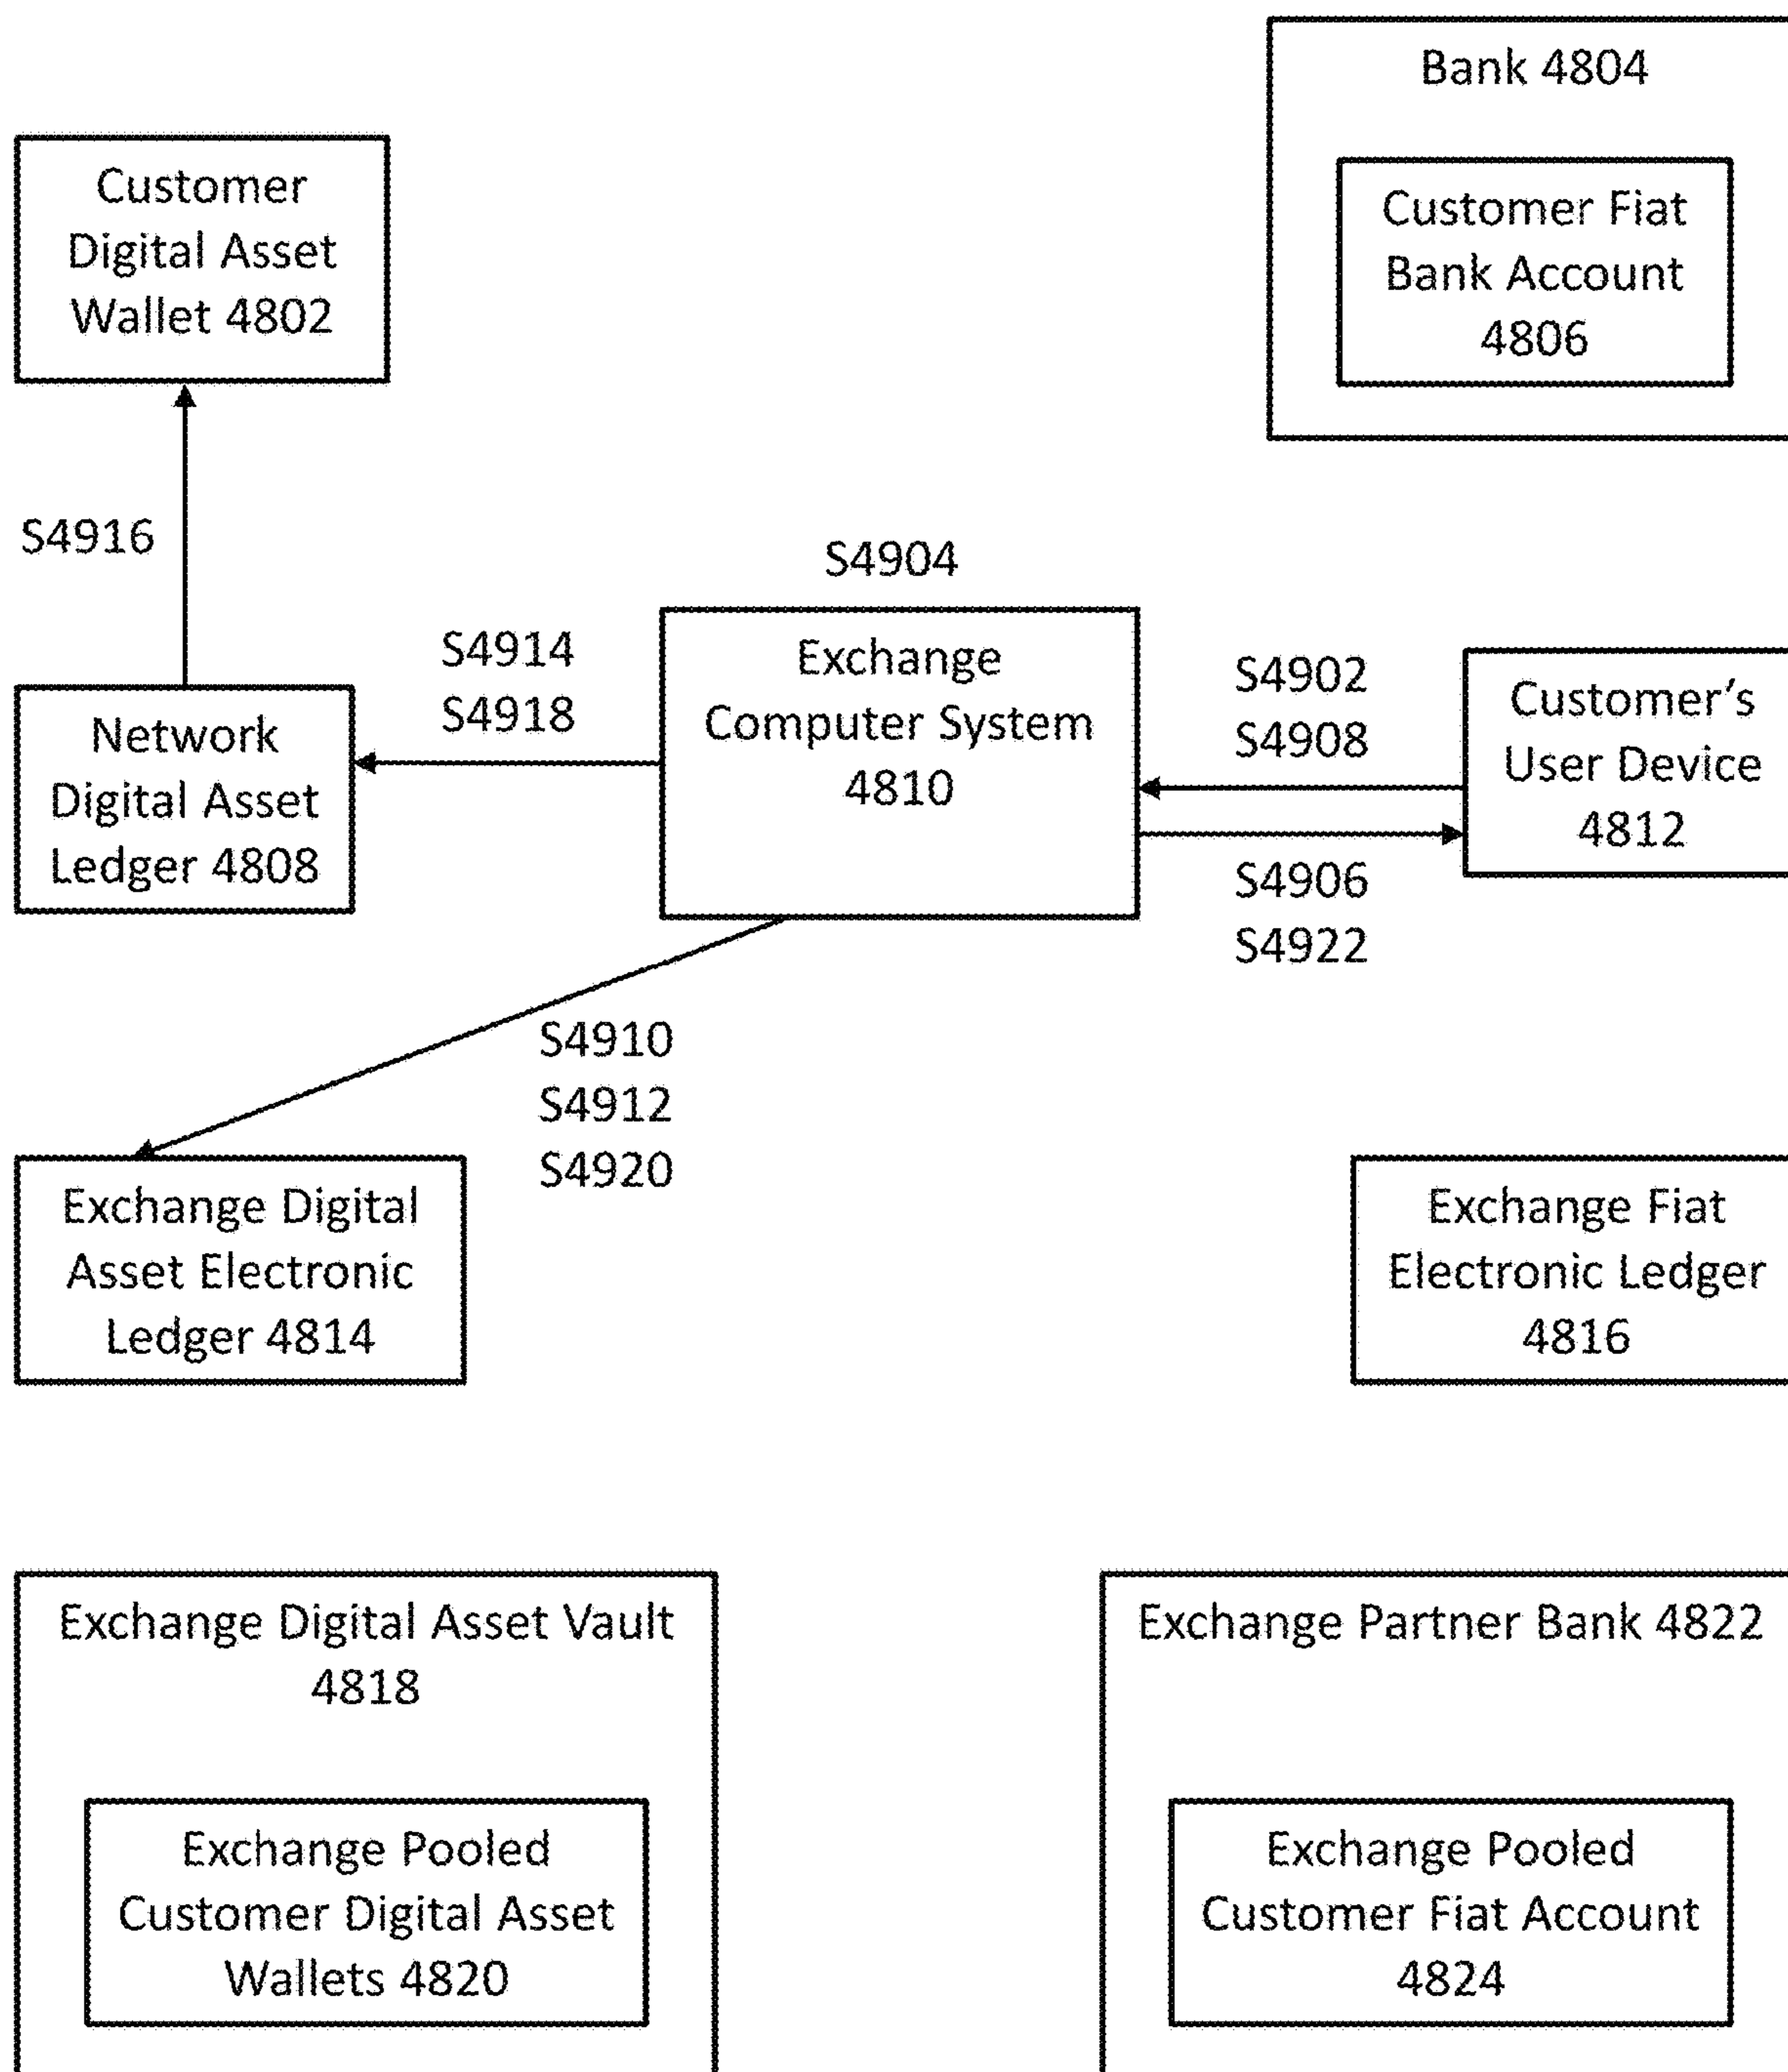 Bank 4804
Customer
Digital Asset
Wallet 4802
Customer Fiat
Bank Account
4806
S4916
S4904
S4914
S4918
Exchange
Computer System
4810
S4902
S4908
Customer's
User Device
4812
Network
Digital Asset
Ledger 4808
S4906
S4922
S4910
S4912
S4920
Exchange Digital
Asset Electronic
Ledger 4814
Exchange Fiat
Electronic Ledger
4816
Exchange Digital Asset Vault
4818
Exchange Partner Bank 4822
Exchange Pooled
Customer Digital Asset
Wallets 4820
Exchange Pooled
Customer Fiat Account
4824